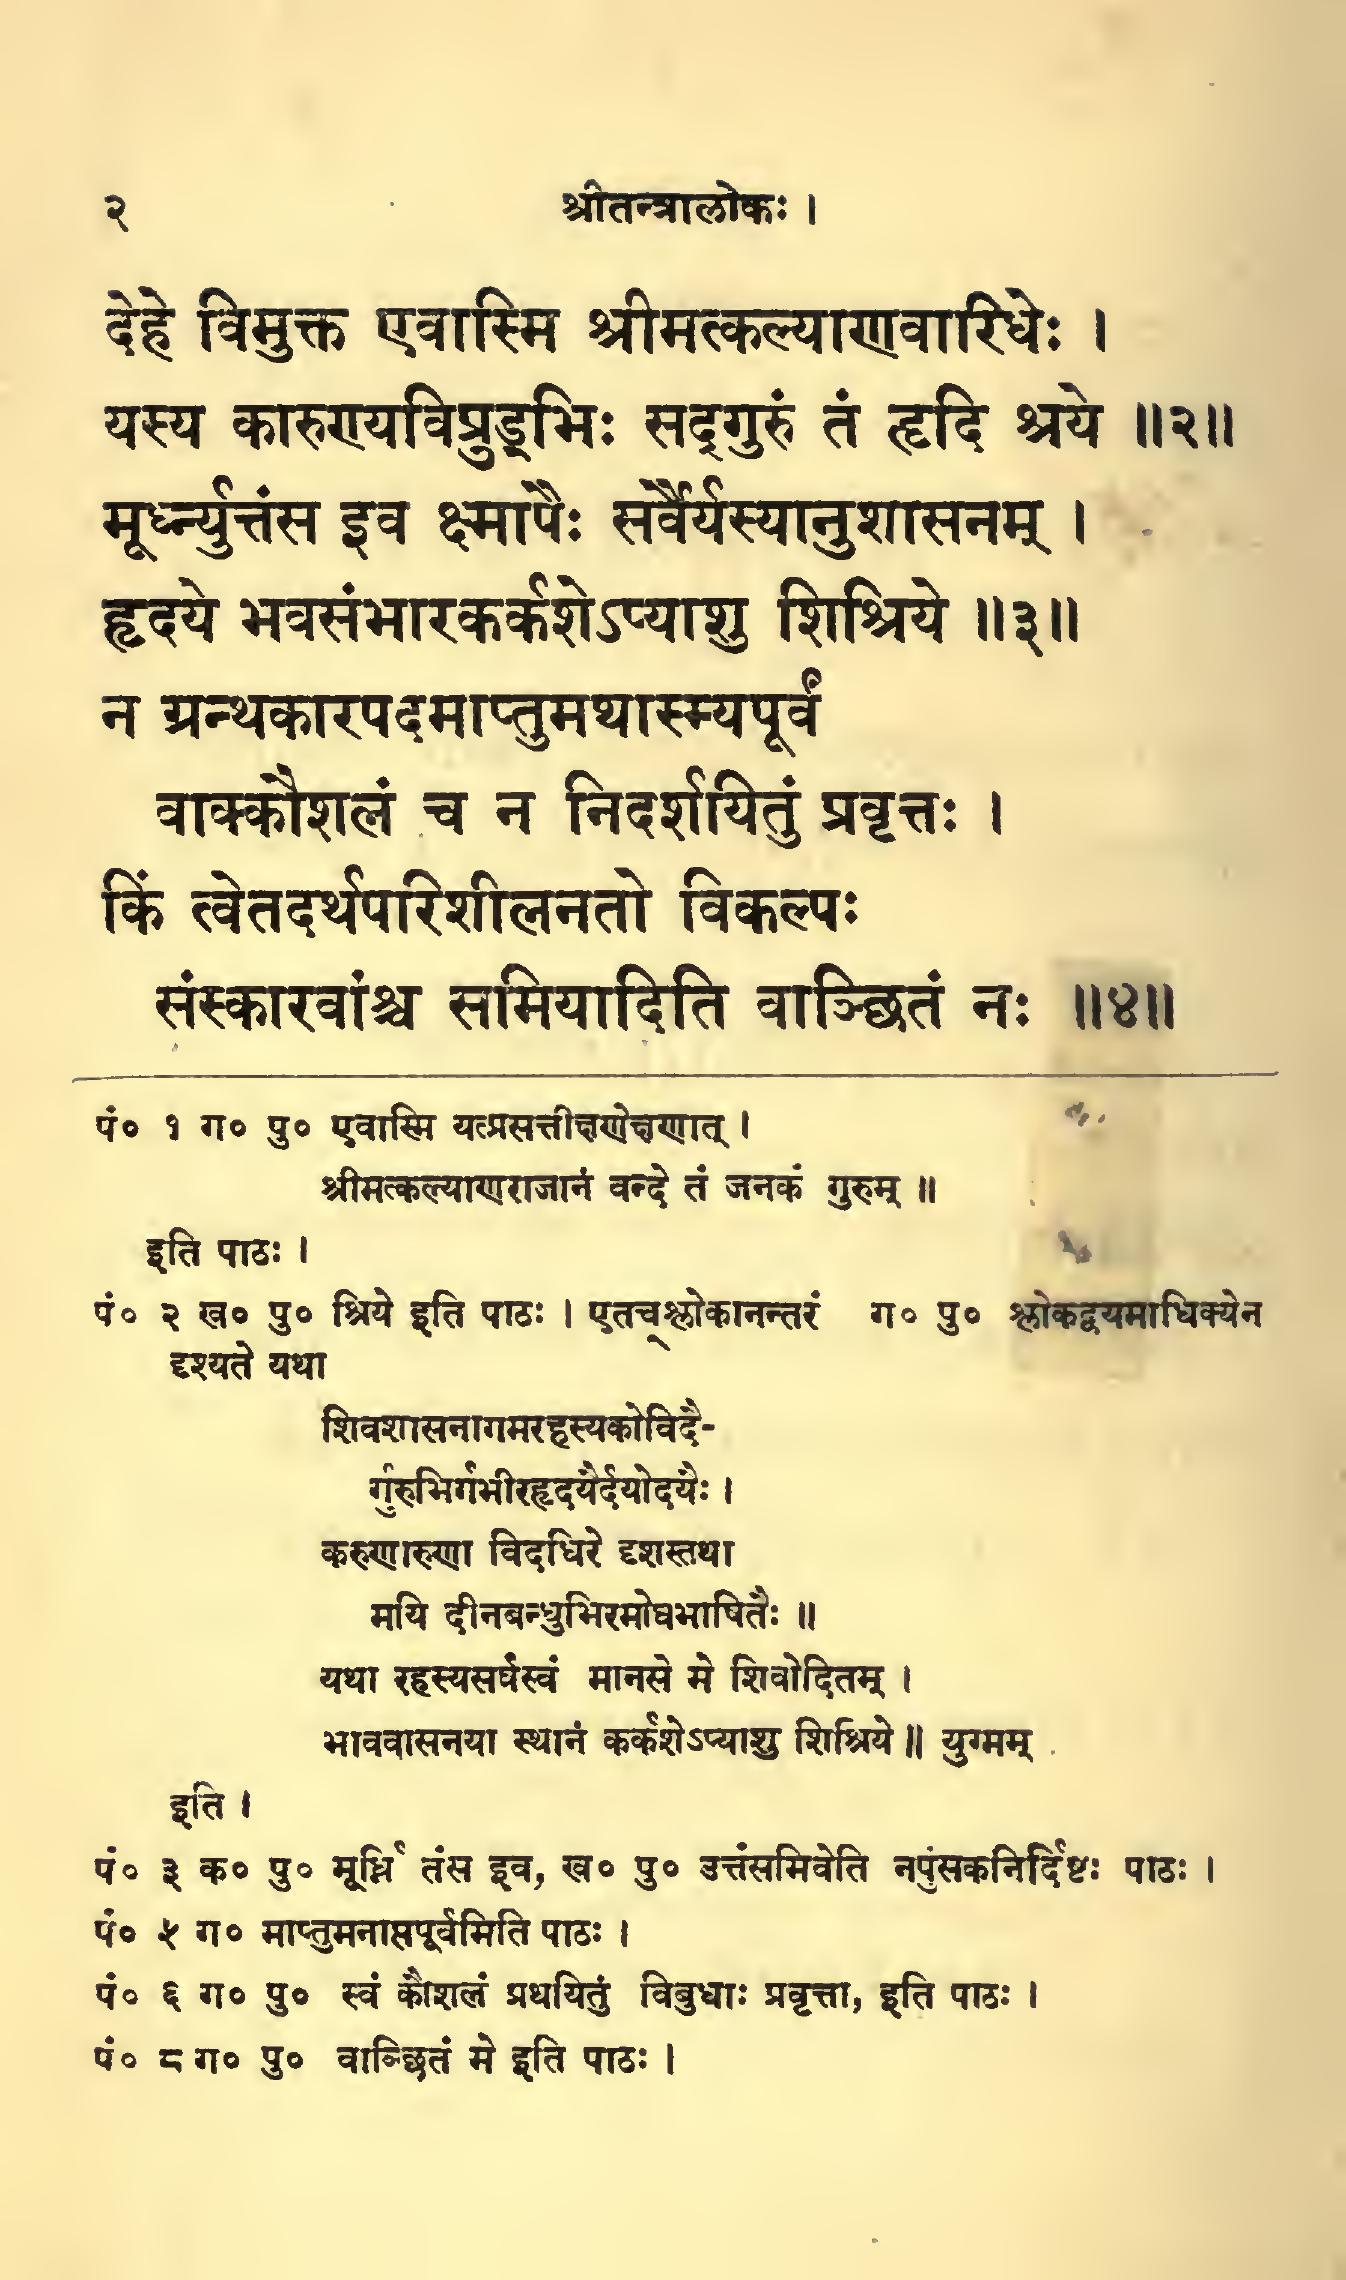 २ श्रीतन्त्रालोकः ।
देहे विमुक्त एवास्मि श्रीमत्कल्याणवारिधेः ।
यस्य कारुण्यविप्रुड्भिः सद्गुरुं तं हृदि श्रये ॥२॥
मूर्ध्न्युत्तंस इव क्ष्मापैः सर्वैर्यस्यानुशासनम् ।
हृदये भवसंभारकर्कशेऽप्याशु शिश्रिये ॥३॥
न ग्रन्थकारपदमाप्तुमथास्म्यपूर्वं
वाक्कौशलं च न निदर्शयितुं प्रवृत्तः ।
किं त्वेतदर्थपरिशीलनतो विकल्पः
संस्कारवांश्च समियादिति वाञ्छितं नः ॥४॥
पं० १ ग० पु० एवास्मि यत्प्रसत्तीक्षणेक्षणात् ।
श्रीमत्कल्याणराजानं वन्दे तं जनकं गुरुम् ॥
इति पाठः ।
पं० २ ख० पु० श्रिये इति पाठः । एतच्श्लोकानन्तरं ग० पु० श्लोकद्वयमाधिक्येन
दृश्यते यथा
शिवशासनागमरहस्यकोविदै-
र्गुरुभिर्गभीरहृदयैर्दयोदयैः ।
करुणारुणा विदधिरे दृशस्तथा
मयि दीनबन्धुभिरमोघभाषितैः ॥
यथा रहस्यसर्वस्वं मानसे मे शिवोदितम् ।
भाववासनया स्थानं कर्कशेऽप्याशु शिश्रिये ॥ युग्मम्
इति ।
पं० ३ क० पु० मूर्ध्नि तंस इव, ख० पु० उत्तंसमिवेति नपुंसकनिर्दिष्टः पाठः ।
पं० ५ ग० माप्तुमनाप्तपूर्वमिति पाठः ।
पं० ६ ग० पु० स्वं कौशलं प्रथयितुं विबुधाः प्रवृत्ता, इति पाठः ।
पं० ८ ग० पु० वाञ्छितं मे इति पाठः ।